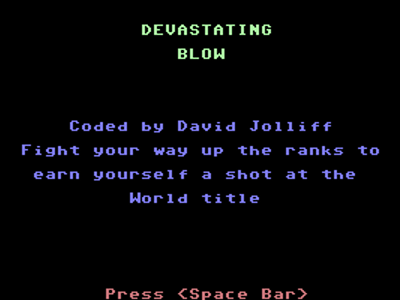 DEVASTATING
BLOW
Coded by David Jolliff
Fight your way up the ranks to
earn yourself a shot at the
World title
Press <Space Bar>